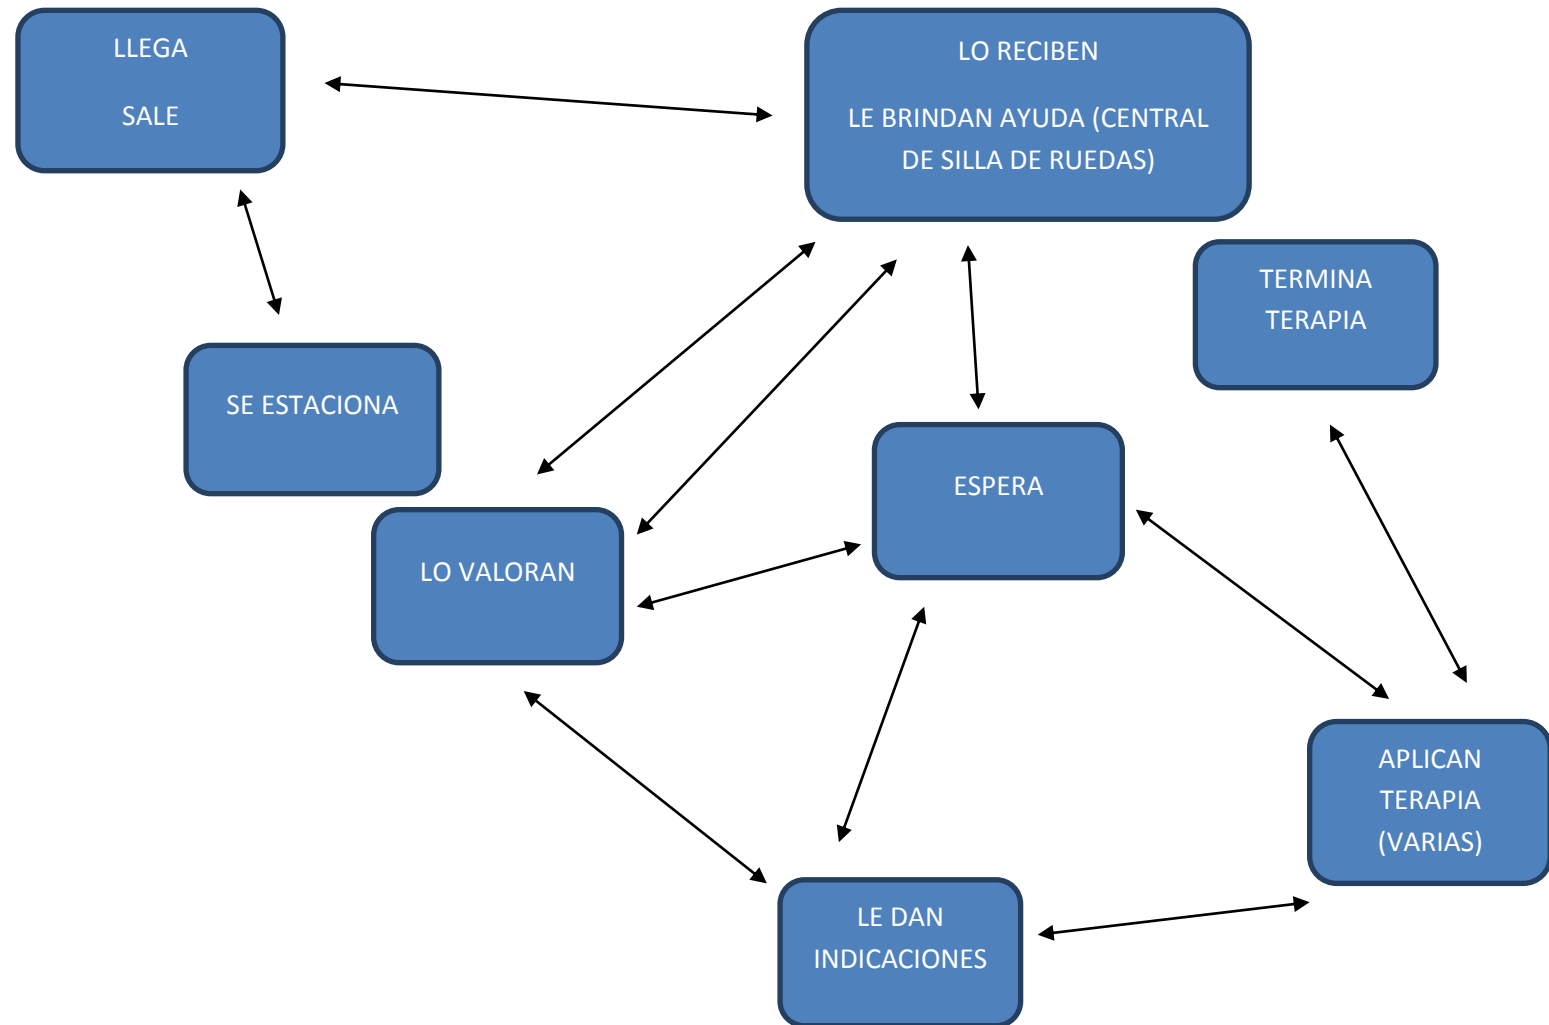 LLEGA
SALE
LO RECIBEN
LE BRINDAN AYUDA (CENTRAL
DE SILLA DE RUEDAS)
TERMINA
TERAPIA
SE ESTACIONA
ESPERA
LO VALORAN
APLICAN
TERAPIA
(VARIAS)
LE DAN
INDICACIONES